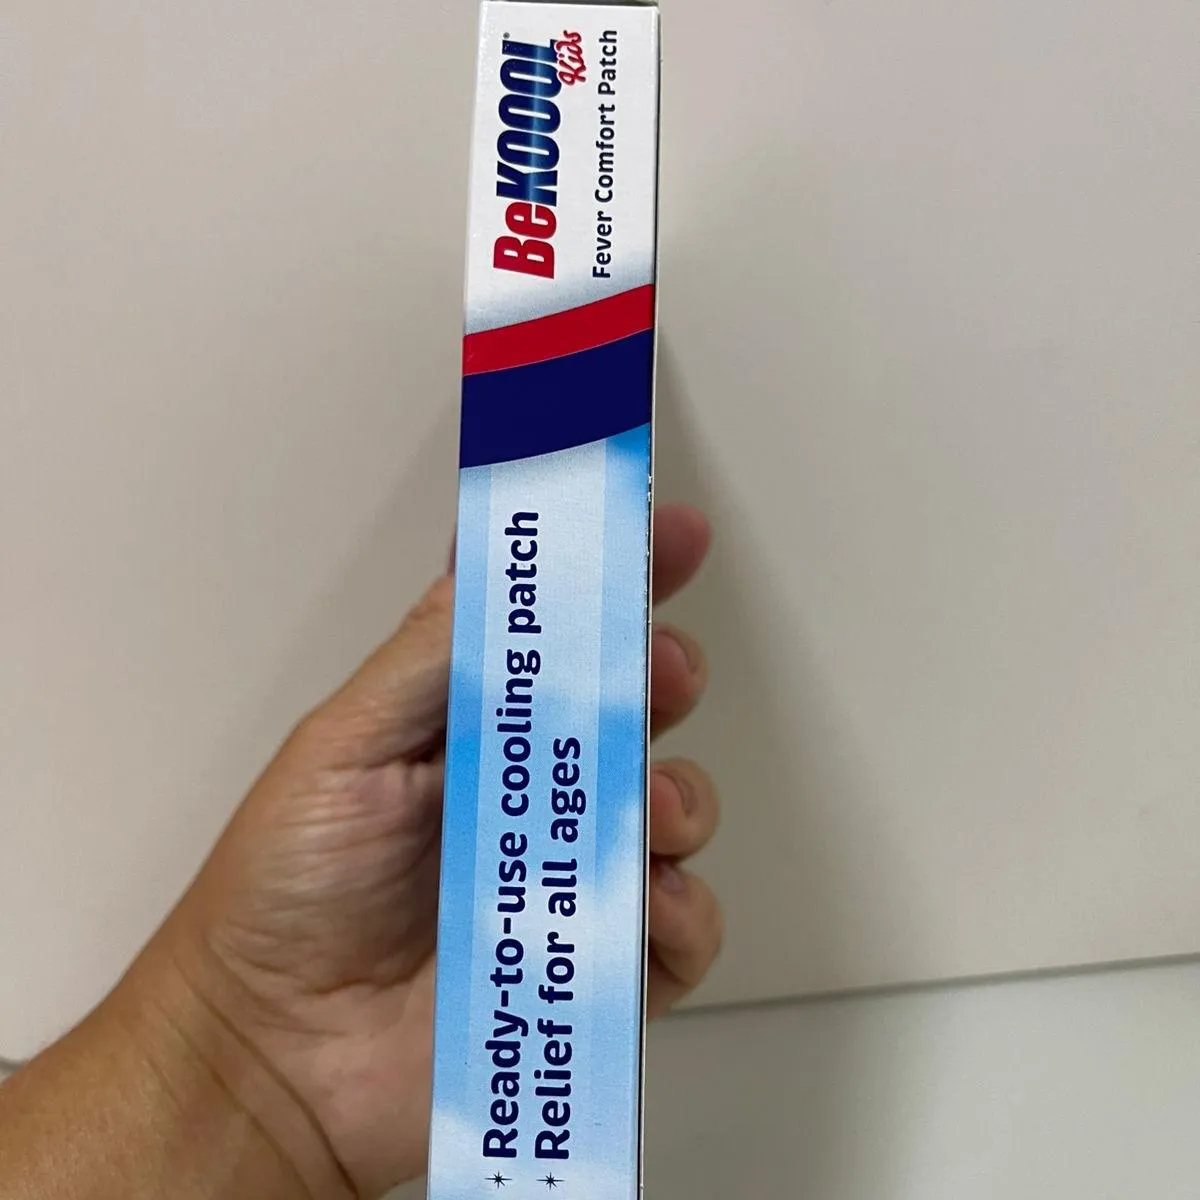 BeKOOOL®
Kids
Fever Comfort Patch
Ready-to-use cooling patch
Relief for all ages